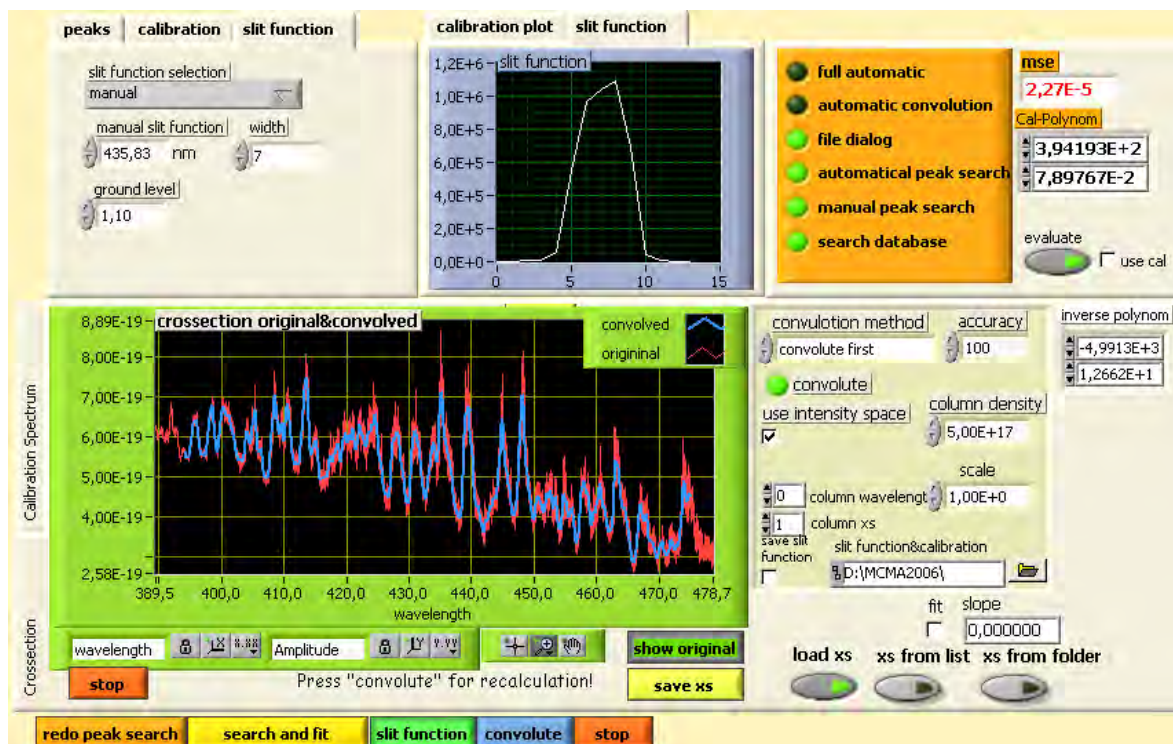 peaks calibration slit function
slit function selection
manual
manual slit function width
435,83 nm 7
ground level
1,10
calibration plot slit function
slit function
1,2E+6
1,0E+6
8,0E+5
6,0E+5
4,0E+5
2,0E+5
0,0E+0
0 5 10 15
full automatic
automatic convolution
file dialog
automatical peak search
manual peak search
search database
mse
2,27E-5
Cal-Polynom
3,94193E+2
7,89767E-2
evaluate
use cal
Calibration Spectrum
Crossection
crossection original&convolved
convolved
origininal
8,89E-19
8,00E-19
7,00E-19
6,00E-19
5,00E-19
4,00E-19
2,58E-19
389,5 400,0 410,0 420,0 430,0 440,0 450,0 460,0 478,7
wavelength
wavelength Amplitude
show original
stop
Press "convolute" for recalculation!
save xs
convulotion method accuracy
convolute first 100
convolute
use intensity space column density
5,00E+17
scale
0 column wavelengt 1,00E+0
1 column xs
save slit function
slit function&calibration
D:\MCMA2006\
fit slope
0,000000
load xs xs from list xs from folder
inverse polynom
-4,9913E+3
1,2662E+1
redo peak search search and fit slit function convolute stop